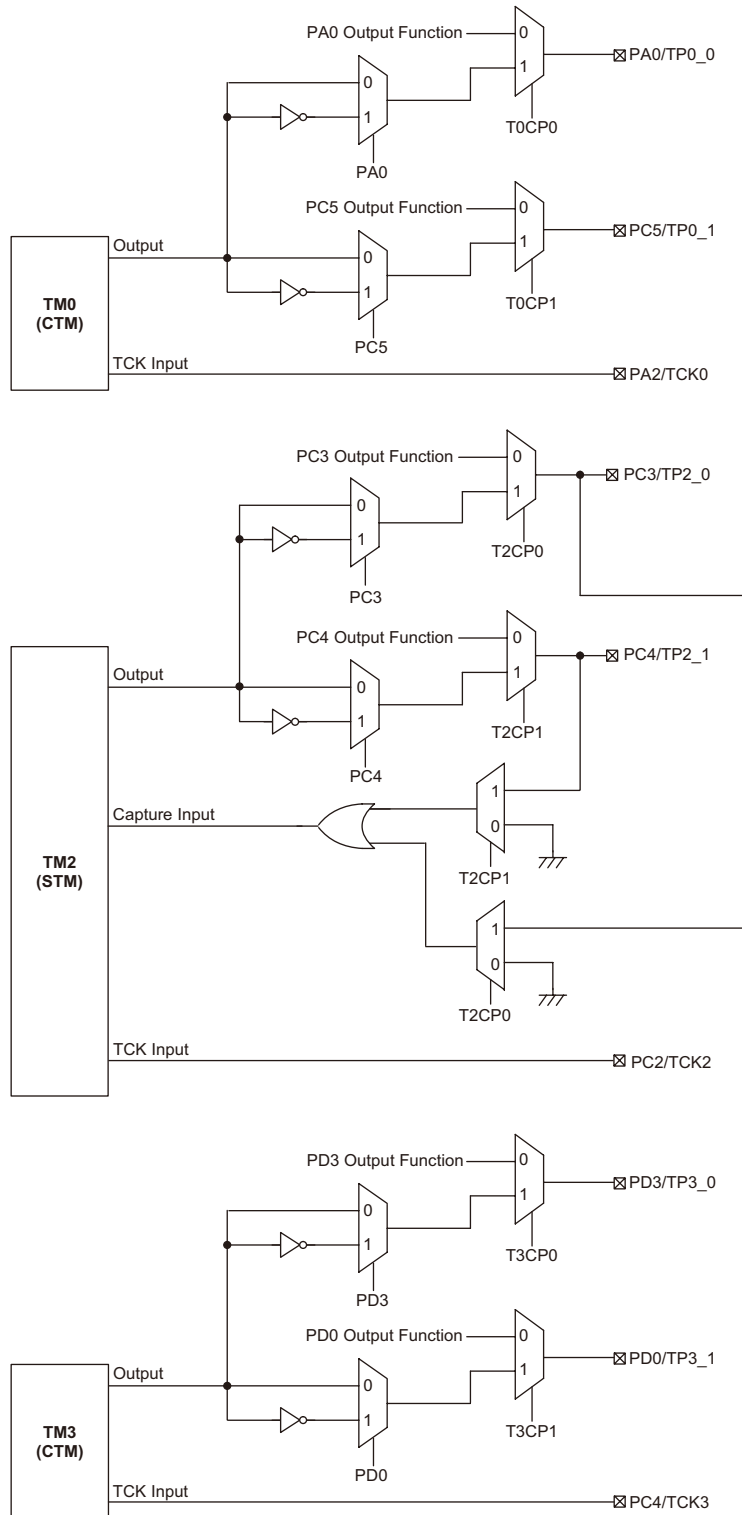 PA0 Output Function
0
1
PA0/TP0_0
0
1
T0CP0
PA0
PC5 Output Function
0
1
PC5/TP0_1
Output
0
1
T0CP1
PC5
TM0
(CTM)
TCK Input
PA2/TCK0
PC3 Output Function
0
1
PC3/TP2_0
0
1
T2CP0
PC3
PC4 Output Function
0
1
PC4/TP2_1
Output
0
1
T2CP1
PC4
Capture Input
1
0
T2CP1
TM2
(STM)
1
0
T2CP0
TCK Input
PC2/TCK2
PD3 Output Function
0
1
PD3/TP3_0
0
1
T3CP0
PD3
PD0 Output Function
0
1
PD0/TP3_1
Output
0
1
T3CP1
PD0
TM3
(CTM)
TCK Input
PC4/TCK3